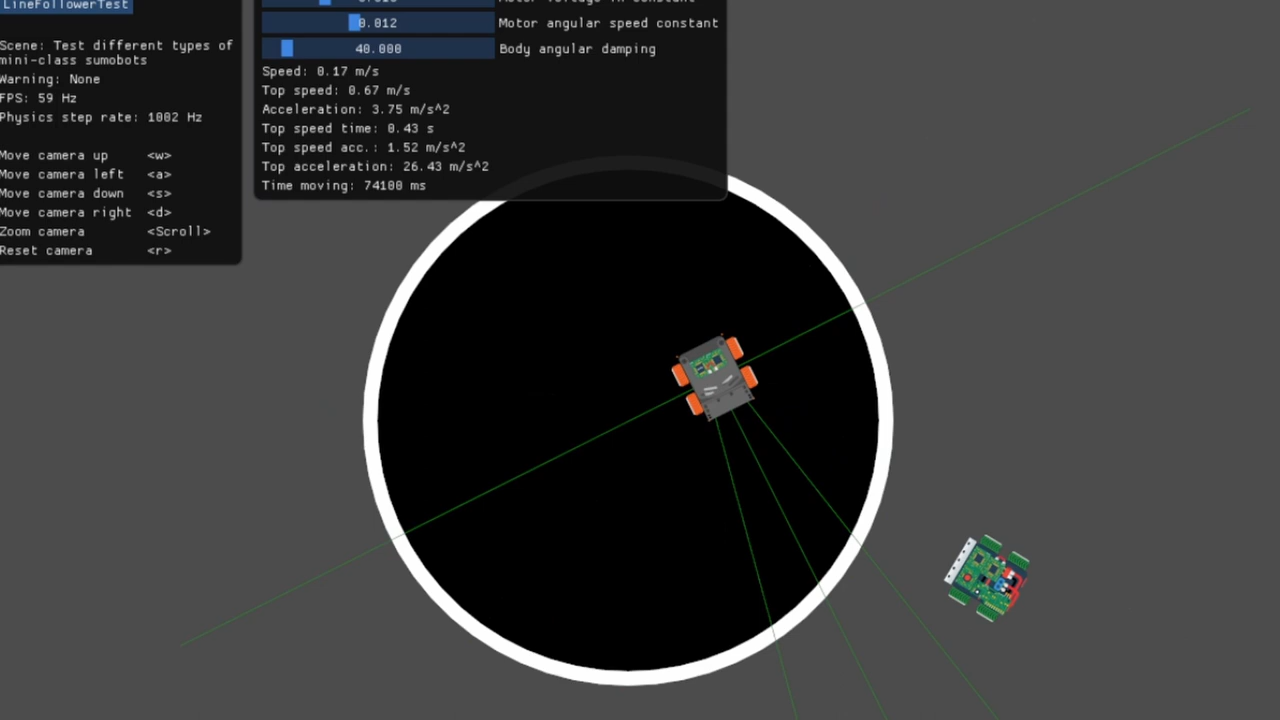 LineFollowerTest
Scene: Test different types of
mini-class sumobots
Warning: None
FPS: 59 Hz
Physics step rate: 1002 Hz
Move camera up <w>
Move camera left <a>
Move camera down <s>
Move camera right <d>
Zoom camera <Scroll>
Reset camera <r>
0.012 Motor angular speed constant
40.000 Body angular damping
Speed: 0.17 m/s
Top speed: 0.67 m/s
Acceleration: 3.75 m/s^2
Top speed time: 0.43 s
Top speed acc.: 1.52 m/s^2
Top acceleration: 26.43 m/s^2
Time moving: 74100 ms